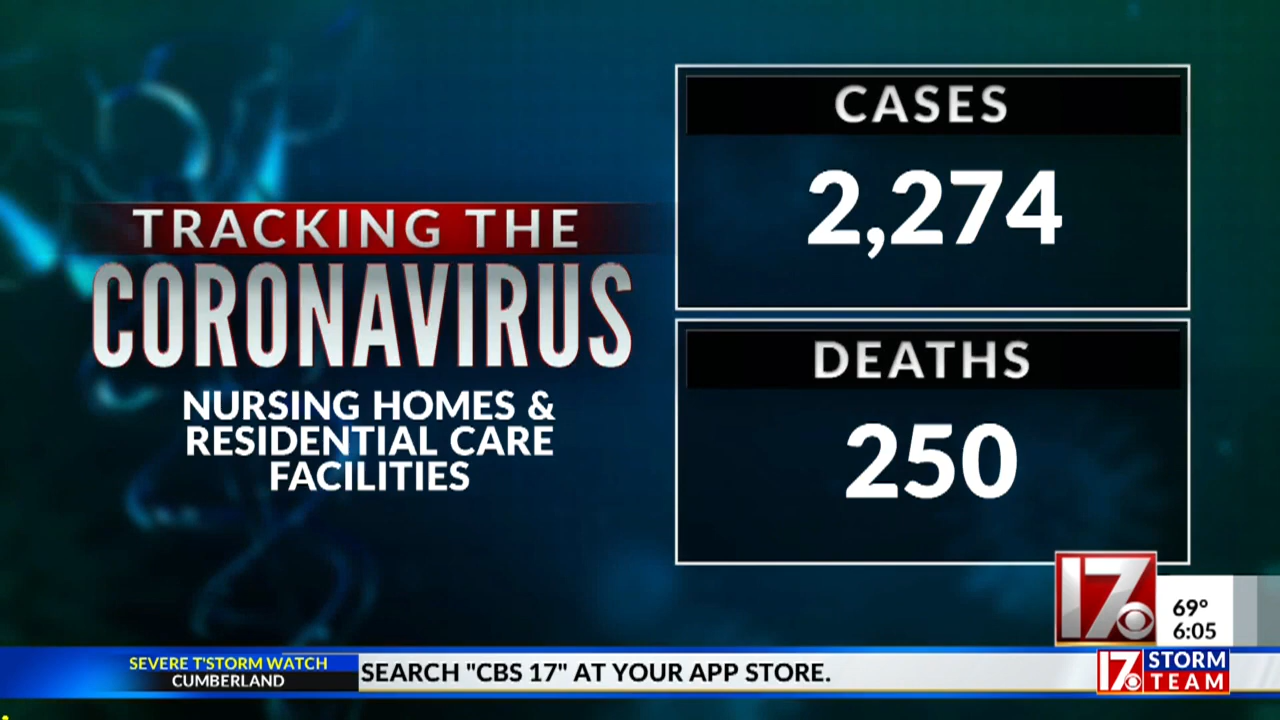 TRACKING THE
CORONAVIRUS
NURSING HOMES &
RESIDENTIAL CARE
FACILITIES
CASES
2,274
DEATHS
250
17
69°
6:05
SEVERE T'STORM WATCH
CUMBERLAND
SEARCH "CBS 17" AT YOUR APP STORE.
17 STORM
TEAM